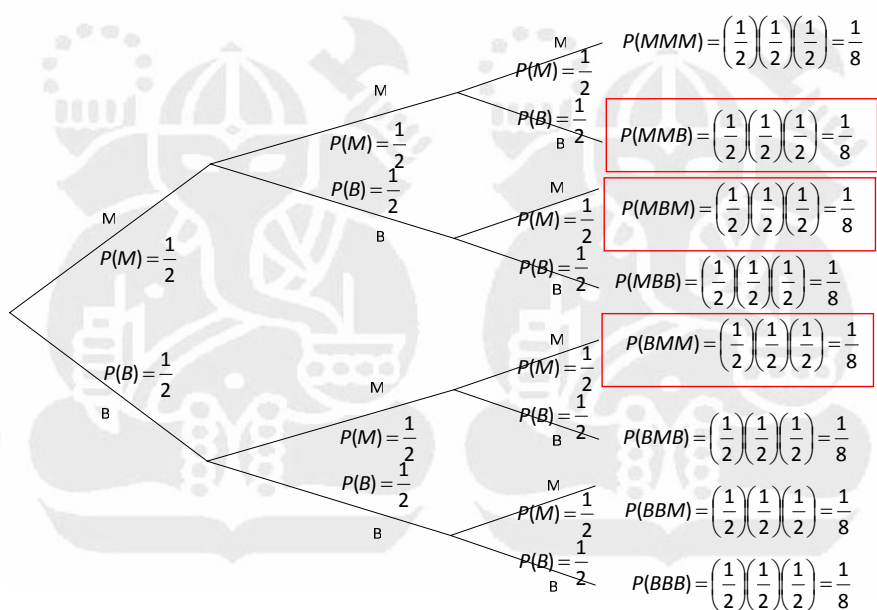 M P(MMM) = (1/2)(1/2)(1/2) = 1/8
P(M) = 1/2
M
P(B) = 1/2
B P(MMB) = (1/2)(1/2)(1/2) = 1/8
P(M) = 1/2
P(B) = 1/2
M P(MBM) = (1/2)(1/2)(1/2) = 1/8
M
P(M) = 1/2
B
P(M) = 1/2
P(B) = 1/2
B P(MBB) = (1/2)(1/2)(1/2) = 1/8
M P(BMM) = (1/2)(1/2)(1/2) = 1/8
P(B) = 1/2
P(M) = 1/2
M
B
P(B) = 1/2
P(M) = 1/2
B P(BMB) = (1/2)(1/2)(1/2) = 1/8
P(B) = 1/2
M P(BBM) = (1/2)(1/2)(1/2) = 1/8
P(M) = 1/2
B
P(B) = 1/2
B P(BBB) = (1/2)(1/2)(1/2) = 1/8